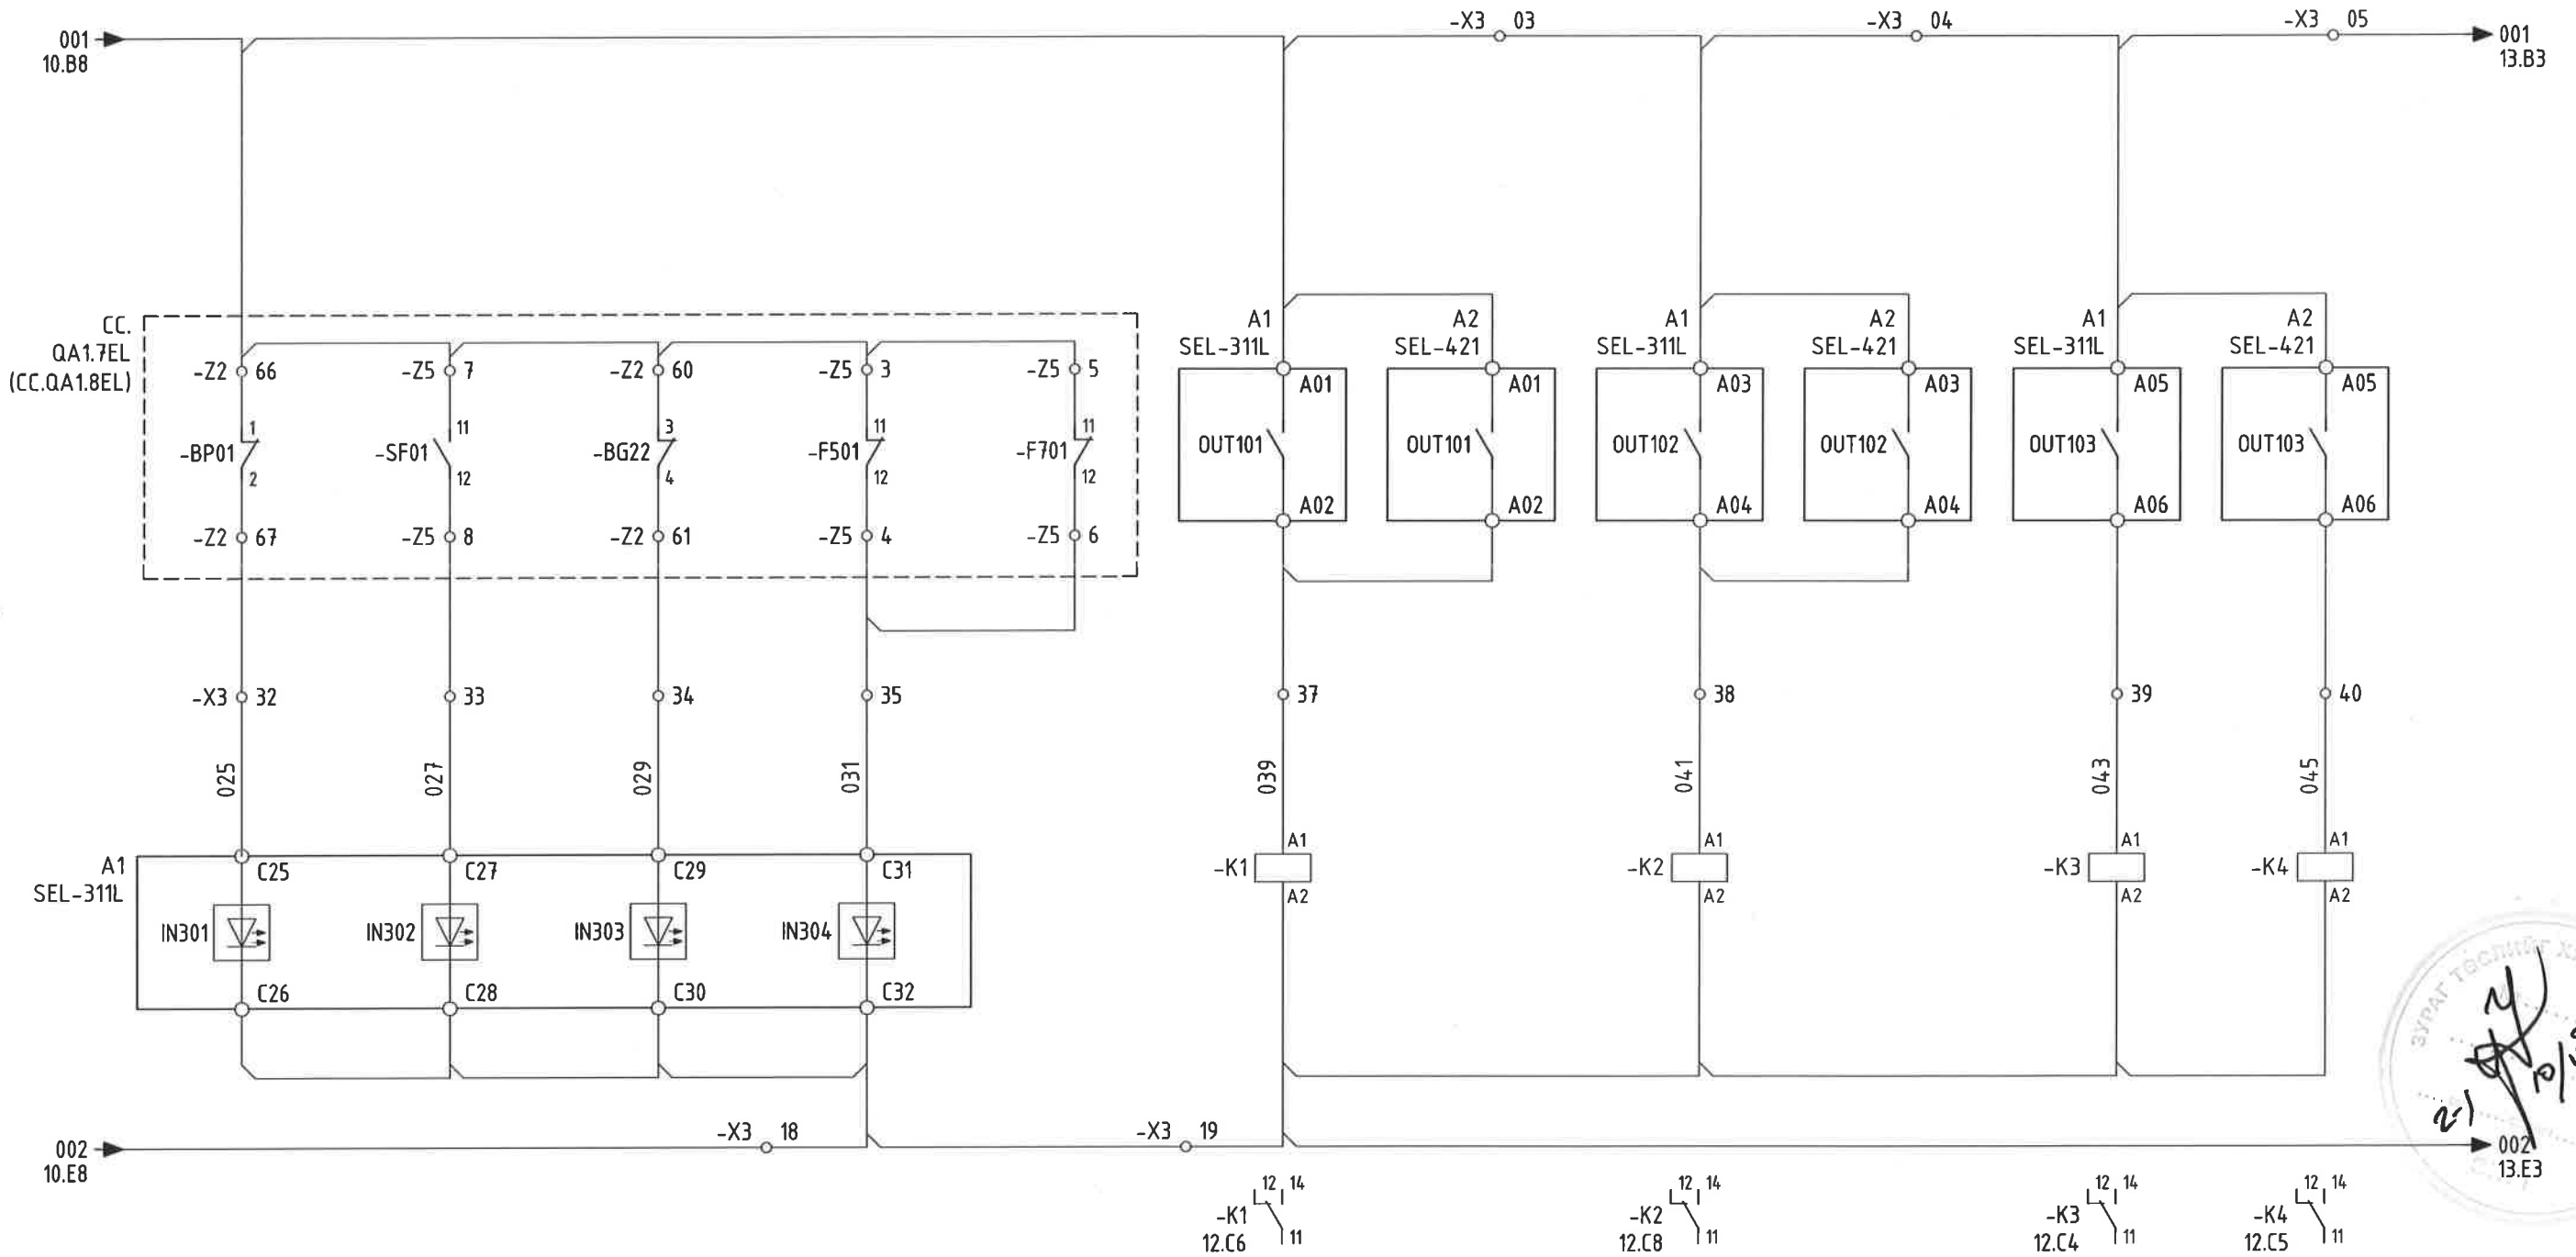 001
10.B8
-X3 03
-X3 04
-X3 05
001
13.B3
CC.
QA1.7EL
(CC.QA1.8EL)
-Z2 66
-Z5 7
-Z2 60
-Z5 3
-Z5 5
1
-BP01
2
11
-SF01
12
3
-BG22
4
11
-F501
12
11
-F701
12
-Z2 67
-Z5 8
-Z2 61
-Z5 4
-Z5 6
A1
SEL-311L
A01
OUT101
A02
A2
SEL-421
A01
OUT101
A02
A1
SEL-311L
A03
OUT102
A04
A2
SEL-421
A03
OUT102
A04
A1
SEL-311L
A05
OUT103
A06
A2
SEL-421
A05
OUT103
A06
-X3 32
33
34
35
37
38
39
40
025
027
029
031
039
041
043
045
A1
SEL-311L
C25
C27
C29
C31
IN301
IN302
IN303
IN304
C26
C28
C30
C32
A1
-K1
A2
A1
-K2
A2
A1
-K3
A2
A1
-K4
A2
ЗУРАГ ТӨСЛИЙГ
002
10.E8
-X3 18
-X3 19
002
13.E3
12 14
-K1
12.C6 11
12 14
-K2
12.C8 11
12 14
-K3
12.C4 11
12 14
-K4
12.C5 11